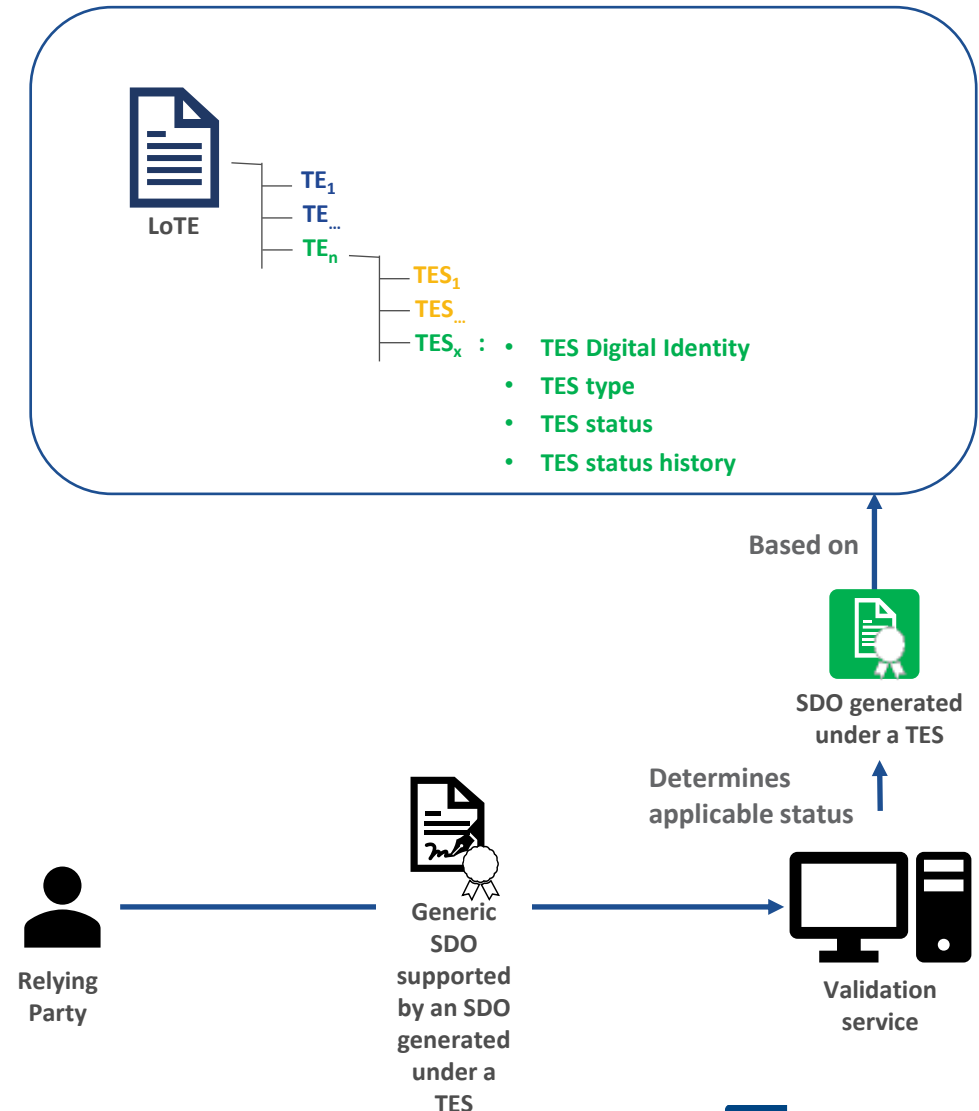 LoTE
TE₁
TE...
TEₙ
TES₁
TES...
TESₓ :
• TES Digital Identity
• TES type
• TES status
• TES status history
Based on
SDO generated
under a TES
Determines
applicable status
Relying
Party
Generic
SDO
supported
by an SDO
generated
under a
TES
Validation
service